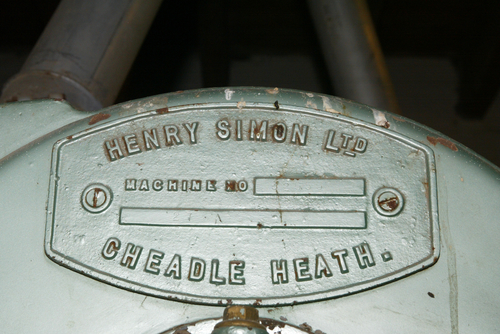 HENRY SIMON LTD
MACHINE NO
CHEADLE HEATH.